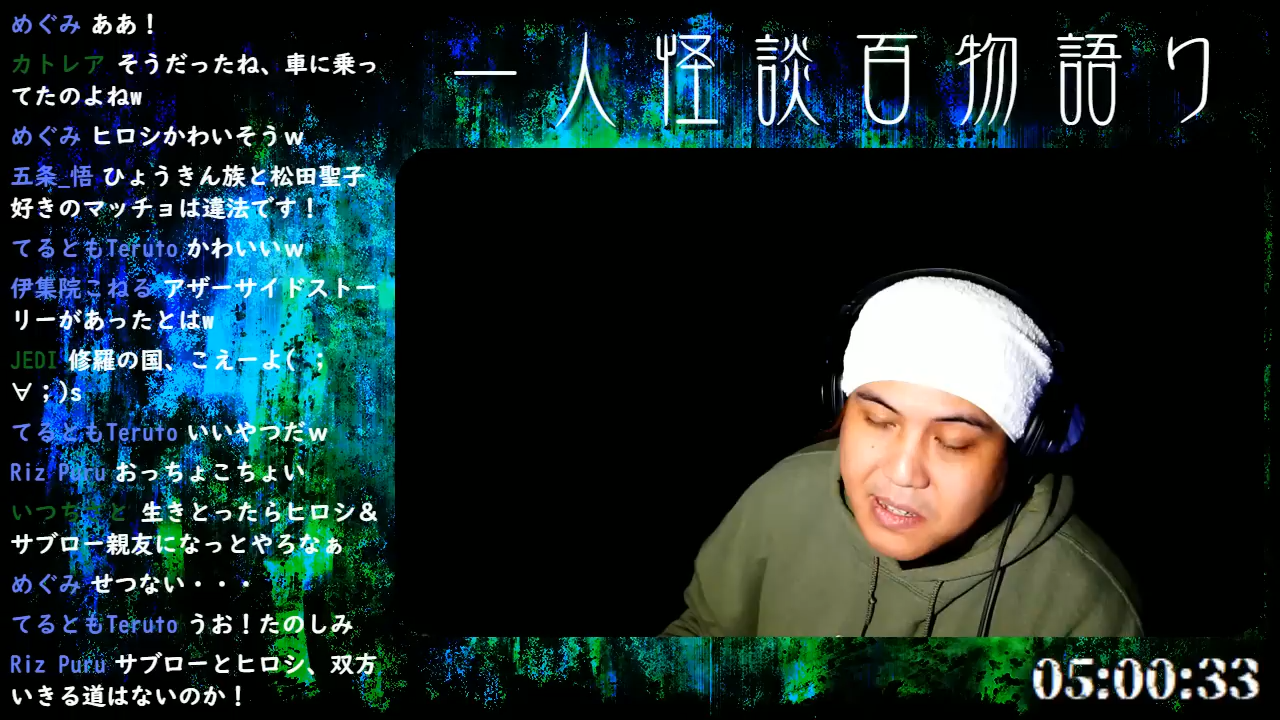 一人怪談百物語り
めぐみ ああ！
カトレア そうだったね、車に乗っ
てたのよねw
めぐみ ヒロシかわいそうｗ
五条_悟 ひょうきん族と松田聖子
好きのマッチョは違法です！
てるともTeruto かわいいｗ
伊集院こねる アザーサイドストー
リーがあったとはw
JEDI 修羅の国、こえーよ( ；
∀；)s
てるともTeruto いいやつだｗ
Riz Puru おっちょこちょい
生きとったらヒロシ＆
サブロー親友になっとやろなぁ
めぐみ せつない・・・
てるともTeruto うお！たのしみ
Riz Puru サブローとヒロシ、双方
いきる道はないのか！
05:00:33